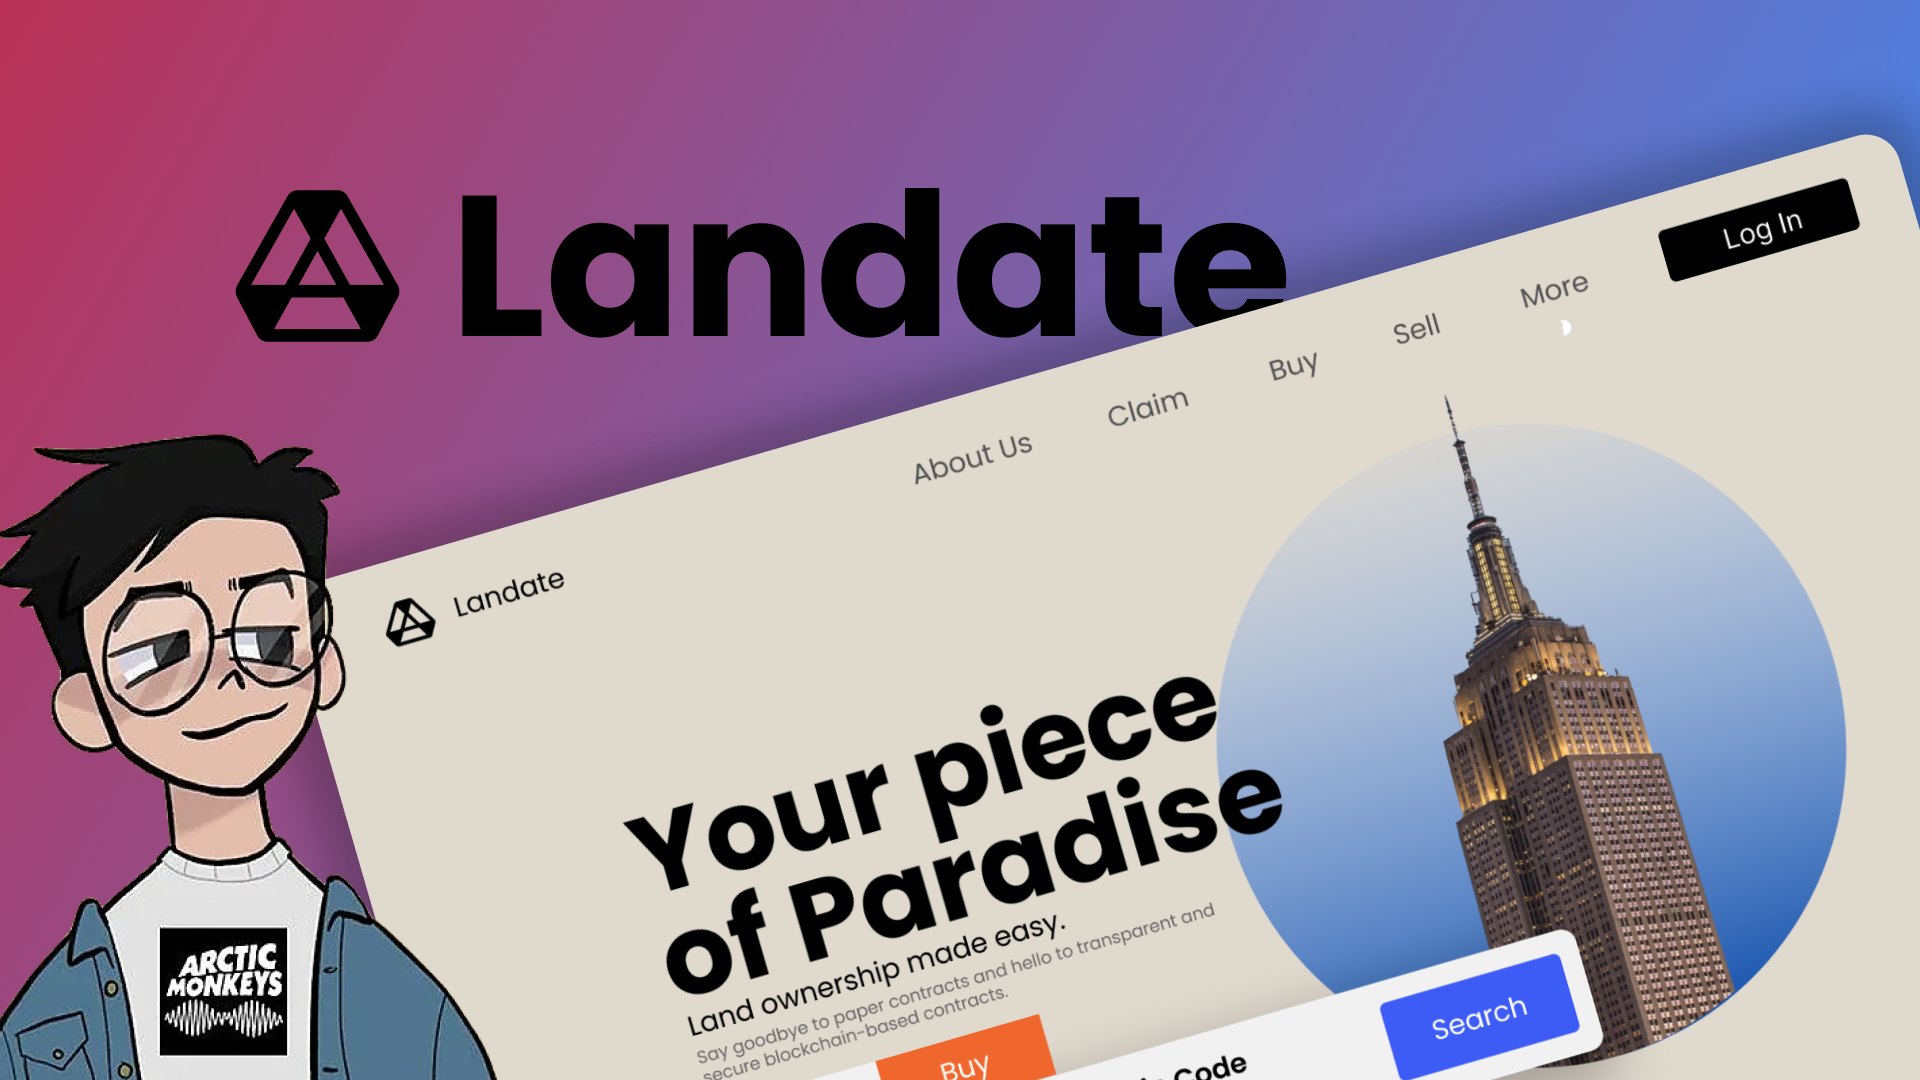 Landate
Log In
More
Sell
Buy
Claim
About Us
Landate
Your piece
of Paradise
Land ownership made easy.
Say goodbye to paper contracts and hello to transparent and
secure blockchain-based contracts.
Buy
Code
Search
ARCTIC
MONKEYS